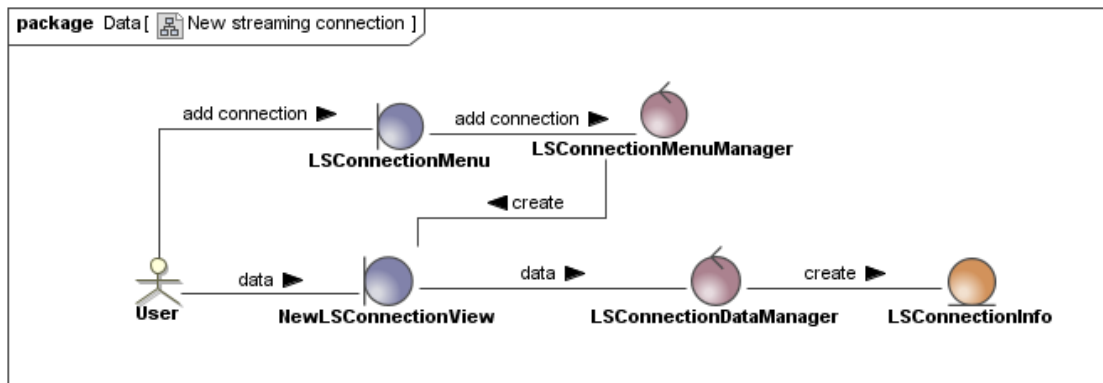 package Data [ New streaming connection ]
add connection
add connection
LSConnectionMenu
LSConnectionMenuManager
create
data
data
create
User
NewLSConnectionView
LSConnectionDataManager
LSConnectionInfo